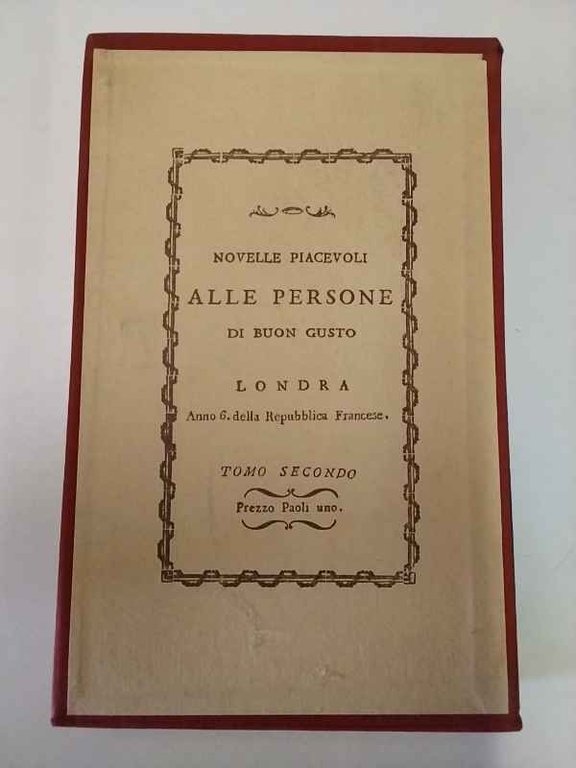 NOVELLE PIACEVOLI
ALLE PERSONE
DI BUON GUSTO
LONDRA
Anno 6. della Repubblica Francese.
TOMO SECONDO
Prezzo Paoli uno.